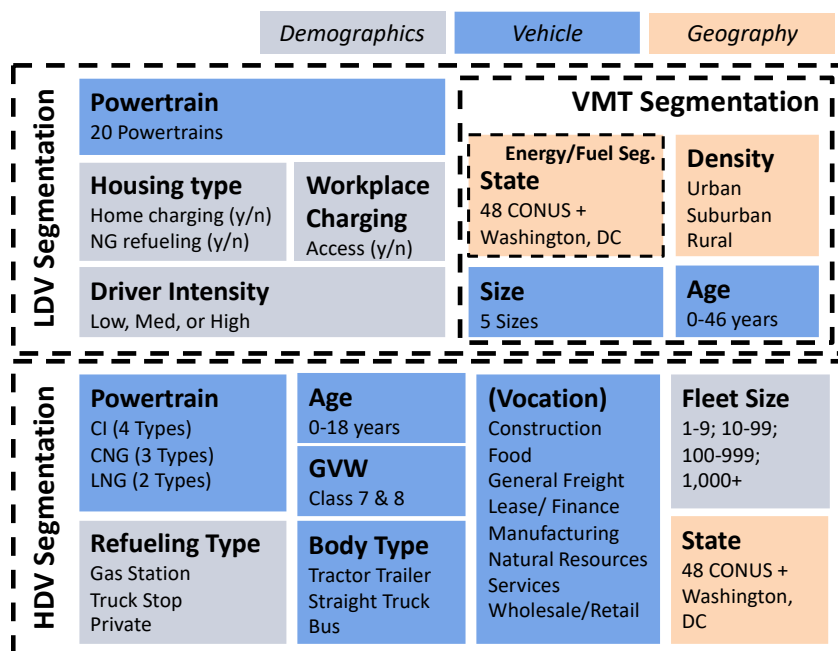 Demographics
Vehicle
Geography
LDV Segmentation
Powertrain
20 Powertrains
Housing type
Home charging (y/n)
NG refueling (y/n)
Workplace
Charging
Access (y/n)
Driver Intensity
Low, Med, or High
VMT Segmentation
Energy/Fuel Seg.
State
48 CONUS +
Washington, DC
Density
Urban
Suburban
Rural
Size
5 Sizes
Age
0-46 years
HDV Segmentation
Powertrain
CI (4 Types)
CNG (3 Types)
LNG (2 Types)
Refueling Type
Gas Station
Truck Stop
Private
Age
0-18 years
GVW
Class 7 & 8
Body Type
Tractor Trailer
Straight Truck
Bus
(Vocation)
Construction
Food
General Freight
Lease/ Finance
Manufacturing
Natural Resources
Services
Wholesale/Retail
Fleet Size
1-9; 10-99;
100-999;
1,000+
State
48 CONUS +
Washington,
DC